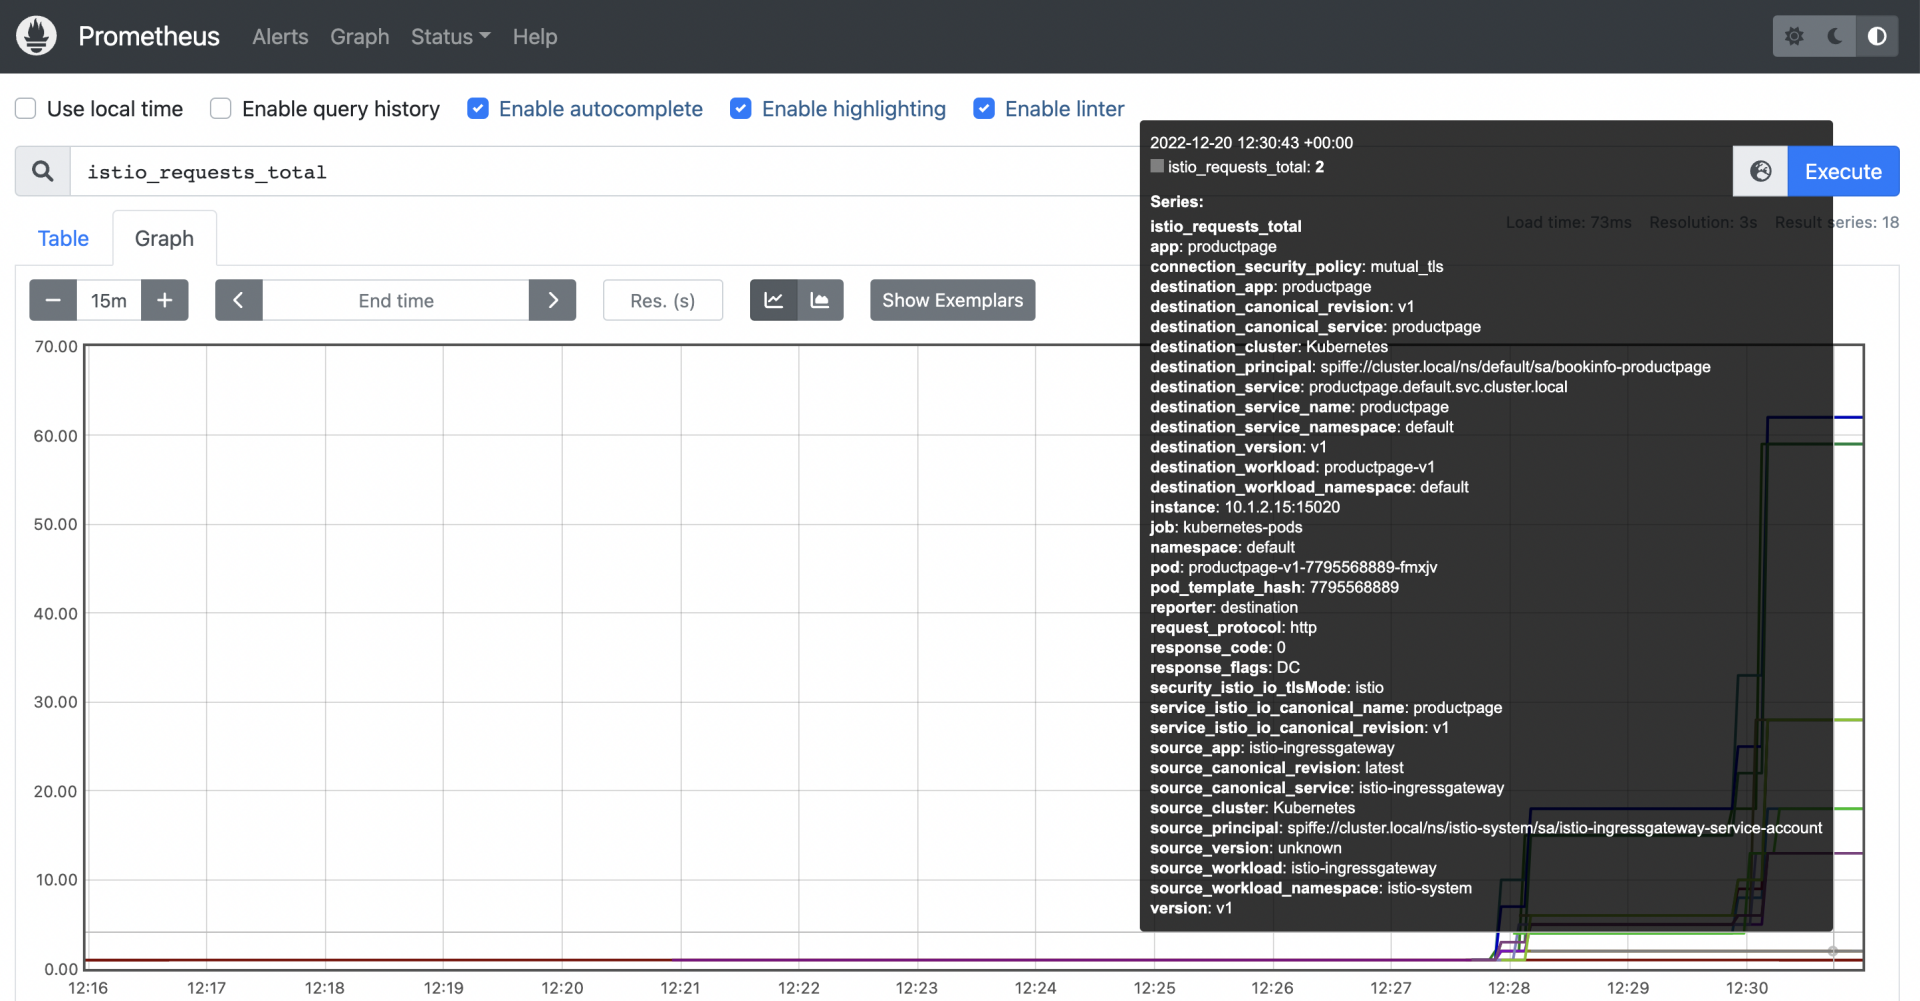 Prometheus Alerts Graph Status Help
Use local time Enable query history Enable autocomplete Enable highlighting Enable linter
istio_requests_total
Execute
Load time: 73ms Resolution: 3s Result series: 18
Table Graph
15m End time Res. (s) Show Exemplars
2022-12-20 12:30:43 +00:00
istio_requests_total: 2
Series:
istio_requests_total
app: productpage
connection_security_policy: mutual_tls
destination_app: productpage
destination_canonical_revision: v1
destination_canonical_service: productpage
destination_cluster: Kubernetes
destination_principal: spiffe://cluster.local/ns/default/sa/bookinfo-productpage
destination_service: productpage.default.svc.cluster.local
destination_service_name: productpage
destination_service_namespace: default
destination_version: v1
destination_workload: productpage-v1
destination_workload_namespace: default
instance: 10.1.2.15:15020
job: kubernetes-pods
namespace: default
pod: productpage-v1-7795568889-fmxjv
pod_template_hash: 7795568889
reporter: destination
request_protocol: http
response_code: 0
response_flags: DC
security_istio_io_tlsMode: istio
service_istio_io_canonical_name: productpage
service_istio_io_canonical_revision: v1
source_app: istio-ingressgateway
source_canonical_revision: latest
source_canonical_service: istio-ingressgateway
source_cluster: Kubernetes
source_principal: spiffe://cluster.local/ns/istio-system/sa/istio-ingressgateway-service-account
source_version: unknown
source_workload: istio-ingressgateway
source_workload_namespace: istio-system
version: v1
70.00
60.00
50.00
40.00
30.00
20.00
10.00
0.00
12:16 12:17 12:18 12:19 12:20 12:21 12:22 12:23 12:24 12:25 12:26 12:27 12:28 12:29 12:30